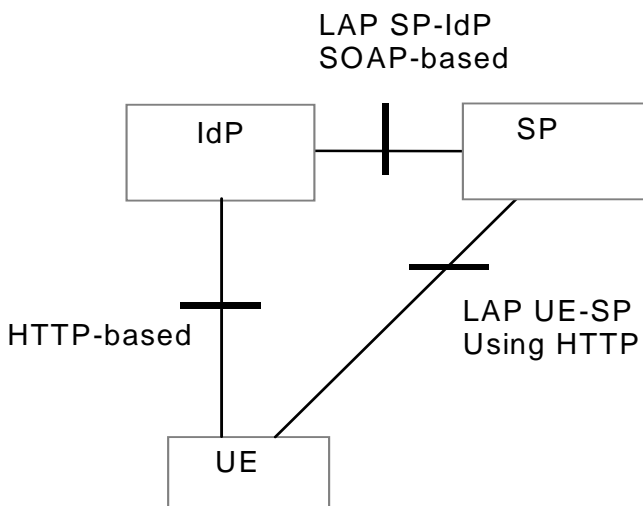 LAP SP-IdP
SOAP-based
IdP
SP
HTTP-based
LAP UE-SP
Using HTTP
UE